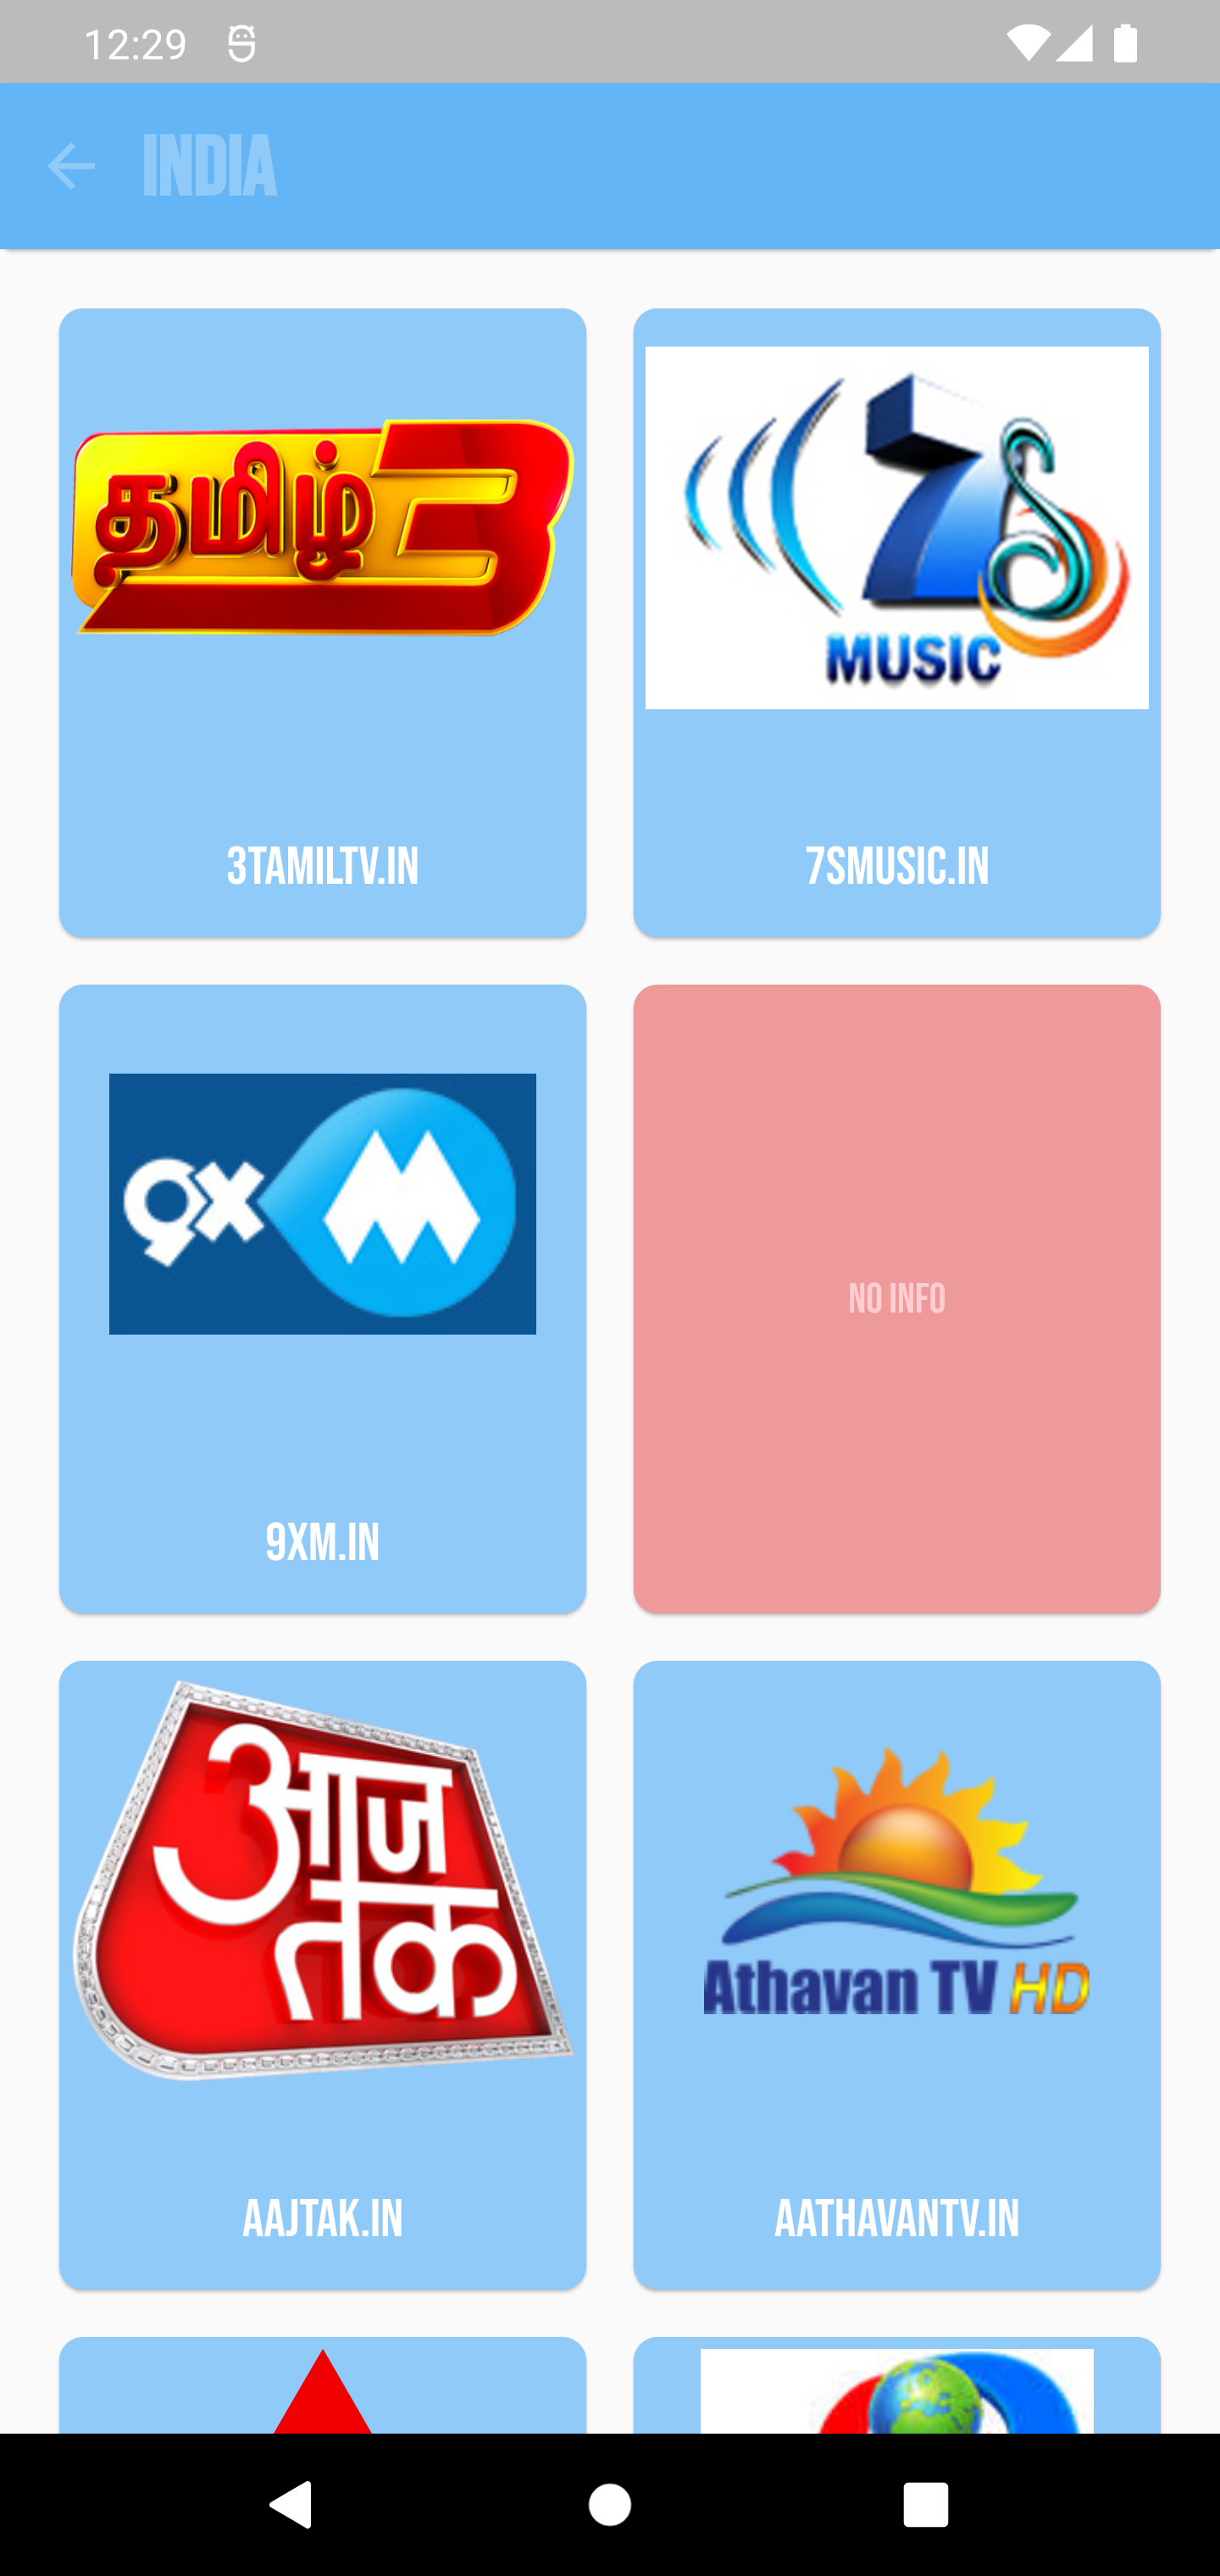 12:29
INDIA
தமிழ் 3
7S
MUSIC
3TAMILTV.IN
7SMUSIC.IN
9X M
NO INFO
9XM.IN
आज
तक
Athavan TV HD
AAJTAK.IN
AATHAVANTV.IN